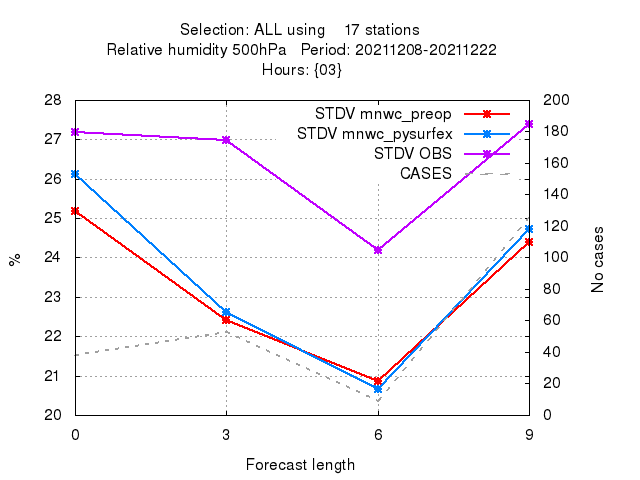 Selection: ALL using    17 stations
Relative humidity 500hPa   Period: 20211208-20211222
Hours: {03}
STDV mnwc_preop
STDV mnwc_pysurfex
STDV OBS
CASES
28
27
26
25
24
23
22
21
20
%
200
180
160
140
120
100
80
60
40
20
0
No cases
0 3 6 9
Forecast length